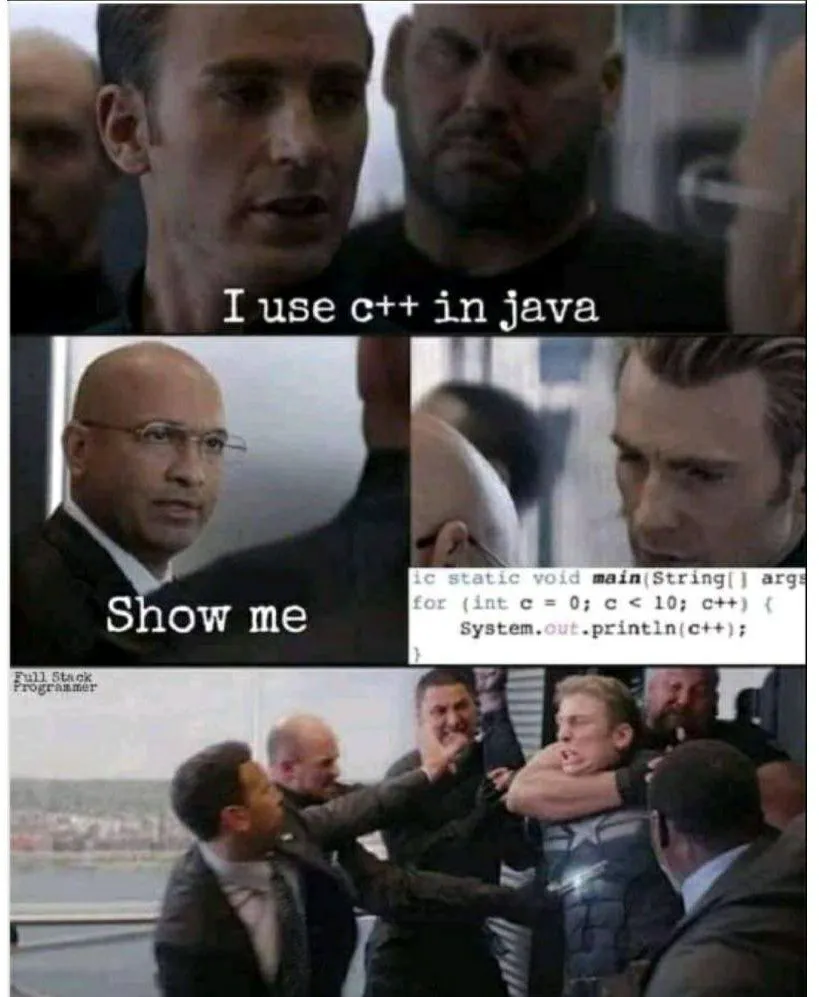 I use c++ in java
Show me
ic static void main(String[] args
for (int c = 0; c < 10; c++) {
System.out.println(c++);
}
Full Stack
Programmer